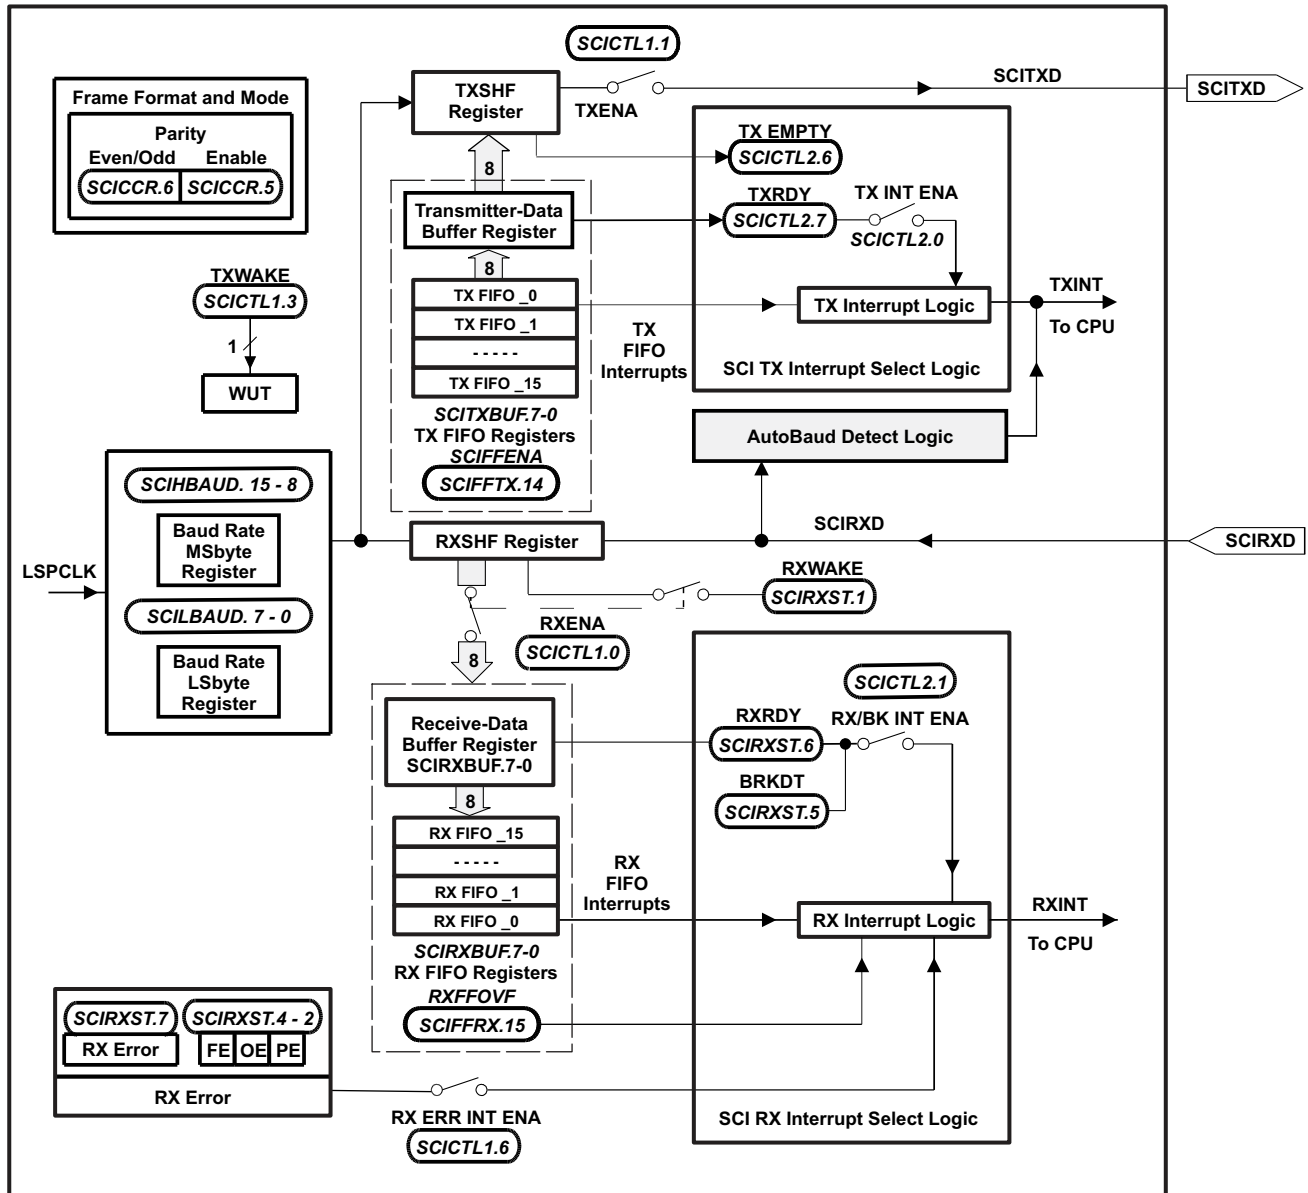 SCICTL1.1
TXSHF
Register
TXENA
SCITXD
SCITXD
Frame Format and Mode
Parity
Even/Odd Enable
SCICCR.6 SCICCR.5
TX EMPTY
SCICTL2.6
8
Transmitter-Data
Buffer Register
TXRDY
SCICTL2.7
TX INT ENA
SCICTL2.0
8
TX FIFO _0
TX FIFO _1
- - - - -
TX FIFO _15
TX
FIFO
Interrupts
TX Interrupt Logic
TXINT
To CPU
SCI TX Interrupt Select Logic
TXWAKE
SCICTL1.3
1
WUT
SCITXBUF.7-0
TX FIFO Registers
SCIFFENA
SCIFFTX.14
AutoBaud Detect Logic
LSPCLK
SCIHBAUD. 15 - 8
Baud Rate
MSbyte
Register
SCILBAUD. 7 - 0
Baud Rate
LSbyte
Register
RXSHF Register
SCIRXD
SCIRXD
RXWAKE
SCIRXST.1
RXENA
SCICTL1.0
8
Receive-Data
Buffer Register
SCIRXBUF.7-0
8
SCICTL2.1
RXRDY
SCIRXST.6
RX/BK INT ENA
BRKDT
SCIRXST.5
RX FIFO _15
- - - - -
RX FIFO _1
RX FIFO _0
RX
FIFO
Interrupts
RX Interrupt Logic
RXINT
To CPU
SCIRXBUF.7-0
RX FIFO Registers
RXFFOVF
SCIFFRX.15
SCIRXST.7 SCIRXST.4 - 2
RX Error FE OE PE
RX Error
RX ERR INT ENA
SCICTL1.6
SCI RX Interrupt Select Logic